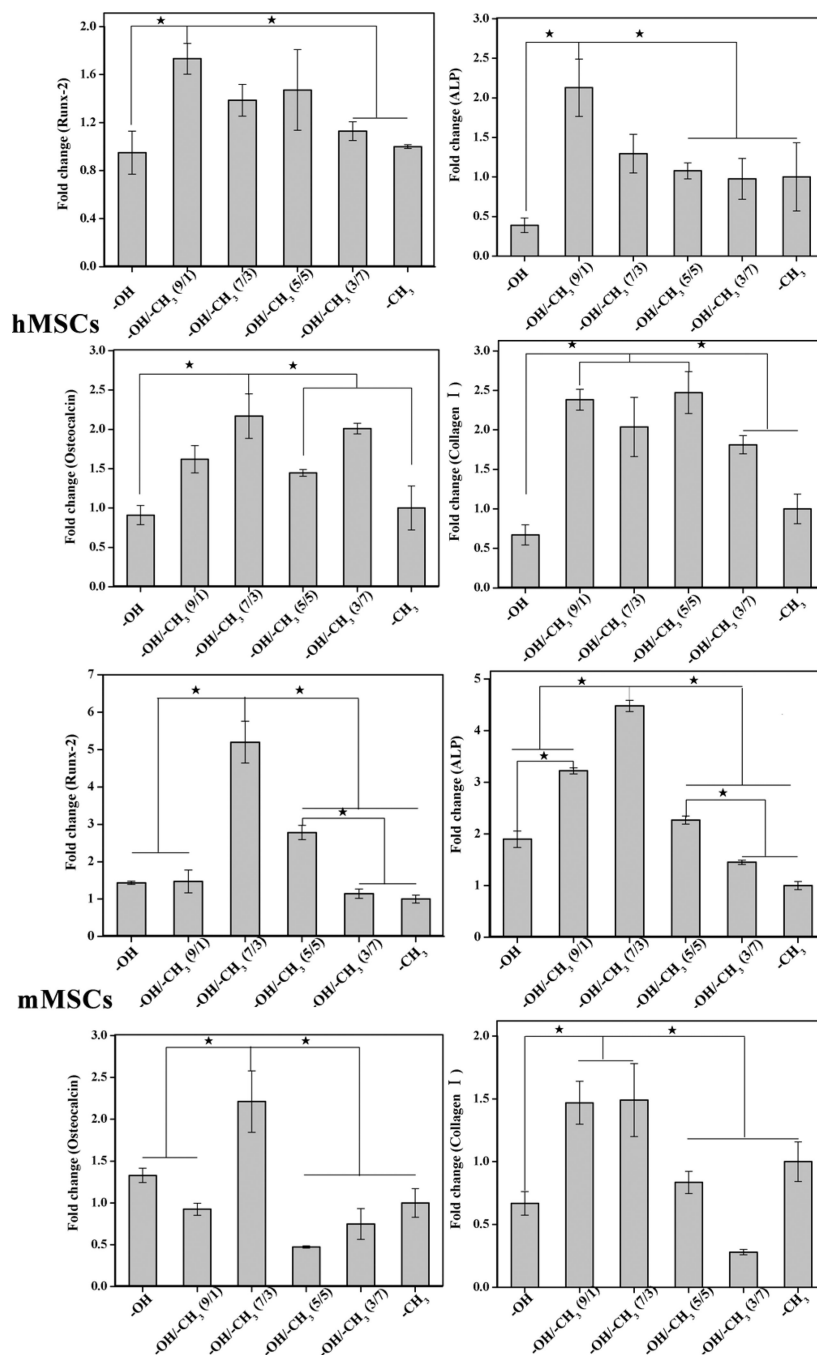 ★ ★
Fold change (Runx-2)
2.0
1.6
1.2
0.8
0.4
0.0
-OH
-OH/-CH₃ (9/1)
-OH/-CH₃ (7/3)
-OH/-CH₃ (5/5)
-OH/-CH₃ (3/7)
-CH₃
★ ★
Fold change (ALP)
3.0
2.5
2.0
1.5
1.0
0.5
0.0
-OH
-OH/-CH₃ (9/1)
-OH/-CH₃ (7/3)
-OH/-CH₃ (5/5)
-OH/-CH₃ (3/7)
-CH₃
hMSCs
★ ★
Fold change (Osteocalcin)
3.0
2.5
2.0
1.5
1.0
0.5
0.0
-OH
-OH/-CH₃ (9/1)
-OH/-CH₃ (7/3)
-OH/-CH₃ (5/5)
-OH/-CH₃ (3/7)
-CH₃
★ ★
Fold change (Collagen Ⅰ)
3.0
2.5
2.0
1.5
1.0
0.5
0.0
-OH
-OH/-CH₃ (9/1)
-OH/-CH₃ (7/3)
-OH/-CH₃ (5/5)
-OH/-CH₃ (3/7)
-CH₃
★ ★
★
Fold change (Runx-2)
7
6
5
4
3
2
1
0
-OH
-OH/-CH₃ (9/1)
-OH/-CH₃ (7/3)
-OH/-CH₃ (5/5)
-OH/-CH₃ (3/7)
-CH₃
★ ★
★ ★
Fold change (ALP)
5
4
3
2
1
0
-OH
-OH/-CH₃ (9/1)
-OH/-CH₃ (7/3)
-OH/-CH₃ (5/5)
-OH/-CH₃ (3/7)
-CH₃
mMSCs
★ ★
Fold change (Osteocalcin)
3.0
2.5
2.0
1.5
1.0
0.5
0.0
-OH
-OH/-CH₃ (9/1)
-OH/-CH₃ (7/3)
-OH/-CH₃ (5/5)
-OH/-CH₃ (3/7)
-CH₃
★ ★
Fold change (Collagen Ⅰ)
2.0
1.5
1.0
0.5
0.0
-OH
-OH/-CH₃ (9/1)
-OH/-CH₃ (7/3)
-OH/-CH₃ (5/5)
-OH/-CH₃ (3/7)
-CH₃